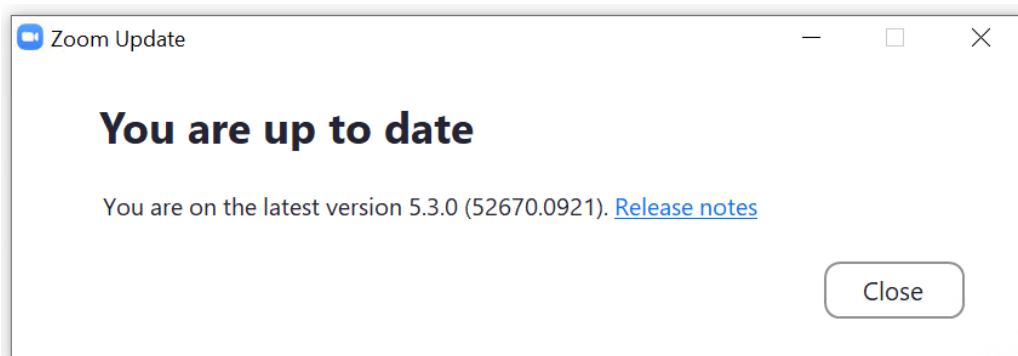 Zoom Update
You are up to date
You are on the latest version 5.3.0 (52670.0921). Release notes
Close